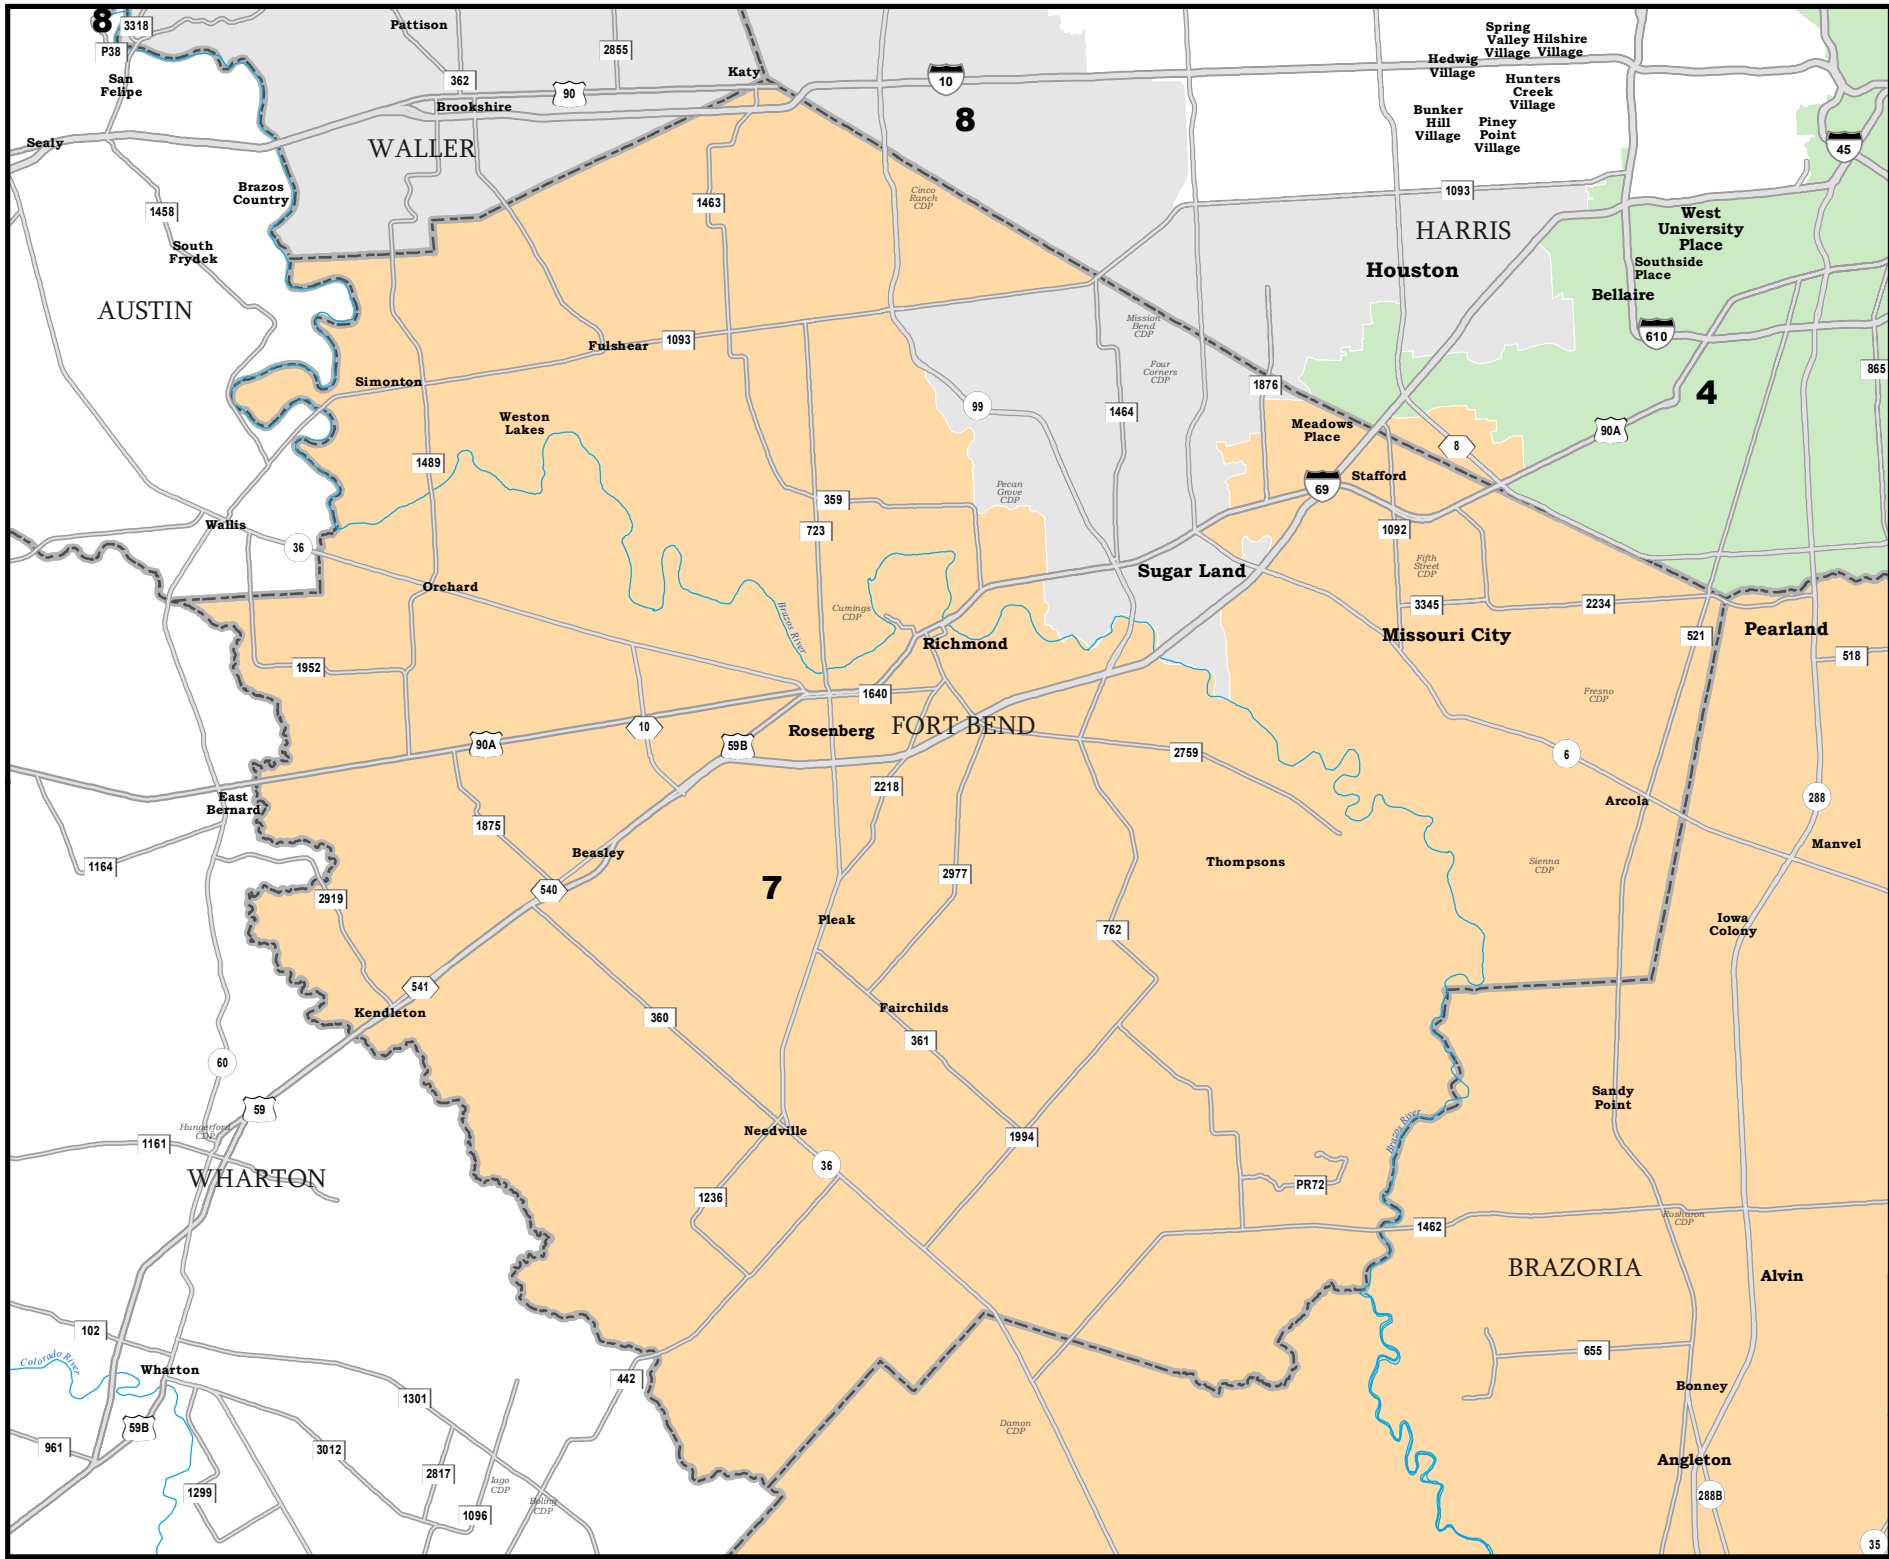 8
3318
P38
Pattison
2855
362
90
Katy
10
8
San
Felipe
Brookshire
Sealy
WALLER
Spring
Valley
Village
Hilshire
Village
Hedwig
Village
Hunters
Creek
Village
Bunker
Hill
Village
Piney
Point
Village
45
Brazos
Country
1458
South
Frydek
AUSTIN
1463
Cinco
Ranch
CDP
1093
HARRIS
Houston
West
University
Place
Southside
Place
Bellaire
610
Mission
Bend
CDP
Four
Corners
CDP
1093
Fulshear
Simonton
Weston
Lakes
1489
99
1464
1876
865
4
90A
Meadows
Place
8
Stafford
69
Pecan
Grove
CDP
359
723
1092
Wallis
36
Orchard
Sugar Land
Fifth
Street
CDP
3345
2234
Cumings
CDP
Brazos River
Richmond
Missouri City
521
Pearland
518
1952
1640
Fresno
CDP
10
90A
59B
Rosenberg
FORT BEND
2759
6
2218
East
Bernard
1875
Arcola
288
Manvel
1164
Beasley
540
7
2977
Thompsons
Sienna
CDP
2919
Pleak
762
Iowa
Colony
541
Kendleton
360
Fairchilds
361
60
59
Hungerford
CDP
1161
WHARTON
Needville
36
1994
Sandy
Point
Brazos River
PR72
1236
1462
Rosharon
CDP
BRAZORIA
Alvin
102
Colorado River
Wharton
442
655
Bonney
1301
59B
961
3012
2817
1299
1096
Iago
CDP
Boling
CDP
Damon
CDP
Angleton
288B
35